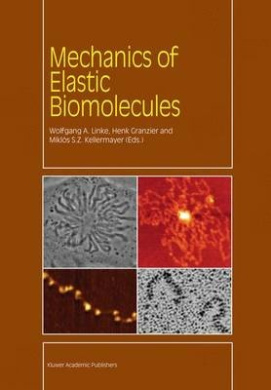 Mechanics of
Elastic
Biomolecules
Wolfgang A. Linke, Henk Granzier and
Miklós S.Z. Kellermayer (Eds.)
Kluwer Academic Publishers